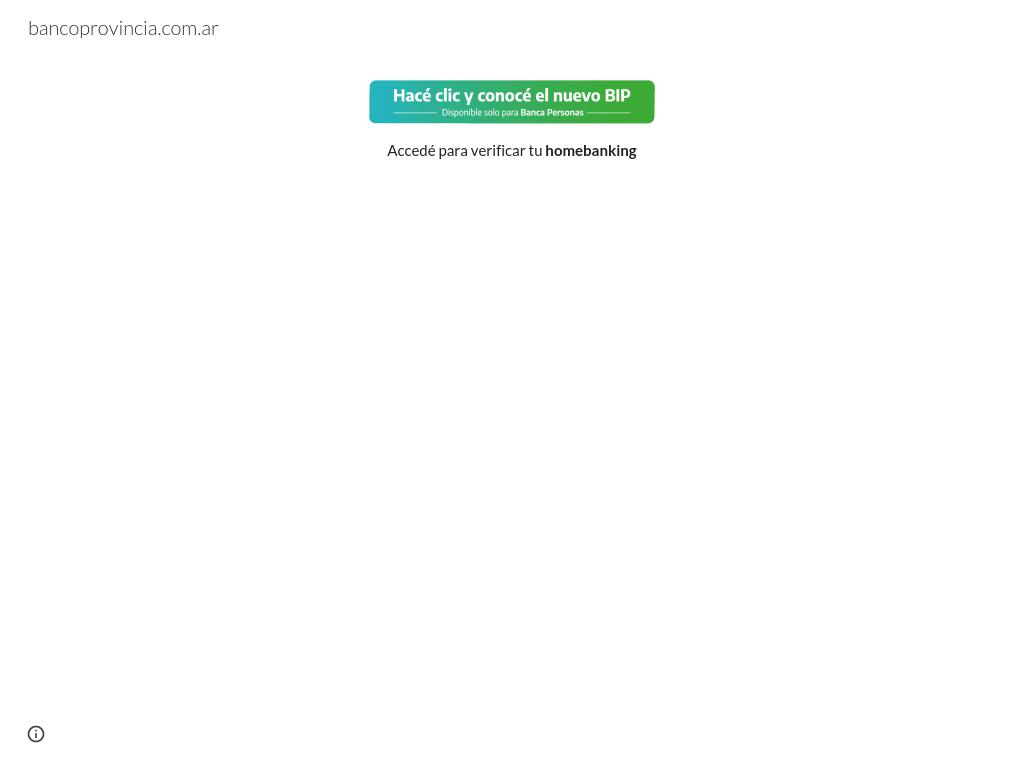 bancoprovincia.com.ar
Hacé clic y conocé el nuevo BIP
Disponible solo para Banca Personas
Accedé para verificar tu homebanking